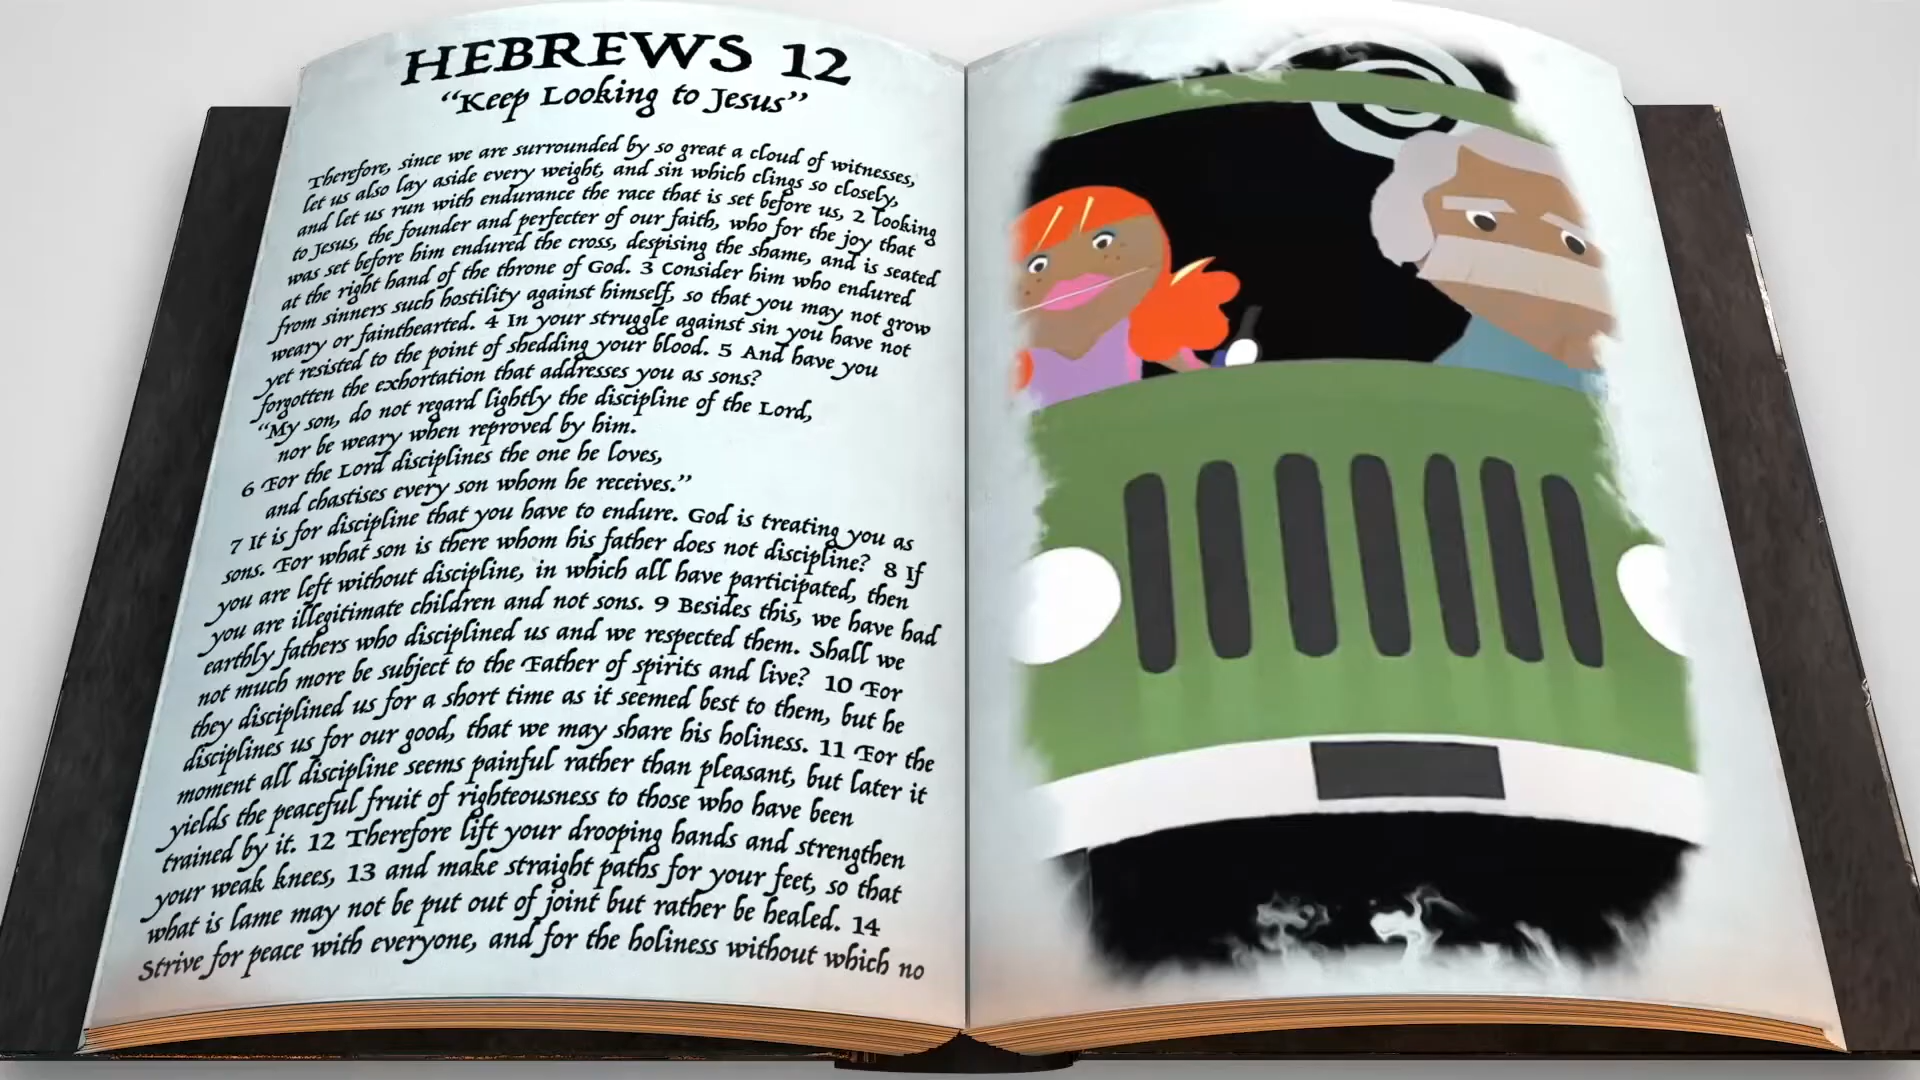 HEBREWS 12
“Keep Looking to Jesus”
Therefore, since we are surrounded by so great a cloud of witnesses,
let us also lay aside every weight, and sin which clings so closely,
and let us run with endurance the race that is set before us, 2 looking
to Jesus, the founder and perfecter of our faith, who for the joy that
was set before him endured the cross, despising the shame, and is seated
at the right hand of the throne of God. 3 Consider him who endured
from sinners such hostility against himself, so that you may not grow
weary or fainthearted. 4 In your struggle against sin you have not
yet resisted to the point of shedding your blood. 5 And have you
forgotten the exhortation that addresses you as sons?
“My son, do not regard lightly the discipline of the Lord,
nor be weary when reproved by him.
6 For the Lord disciplines the one he loves,
and chastises every son whom he receives.”
7 It is for discipline that you have to endure. God is treating you as
sons. For what son is there whom his father does not discipline? 8 If
you are left without discipline, in which all have participated, then
you are illegitimate children and not sons. 9 Besides this, we have had
earthly fathers who disciplined us and we respected them. Shall we
not much more be subject to the Father of spirits and live? 10 For
they disciplined us for a short time as it seemed best to them, but he
disciplines us for our good, that we may share his holiness. 11 For the
moment all discipline seems painful rather than pleasant, but later it
yields the peaceful fruit of righteousness to those who have been
trained by it. 12 Therefore lift your drooping hands and strengthen
your weak knees, 13 and make straight paths for your feet, so that
what is lame may not be put out of joint but rather be healed. 14
Strive for peace with everyone, and for the holiness without which no